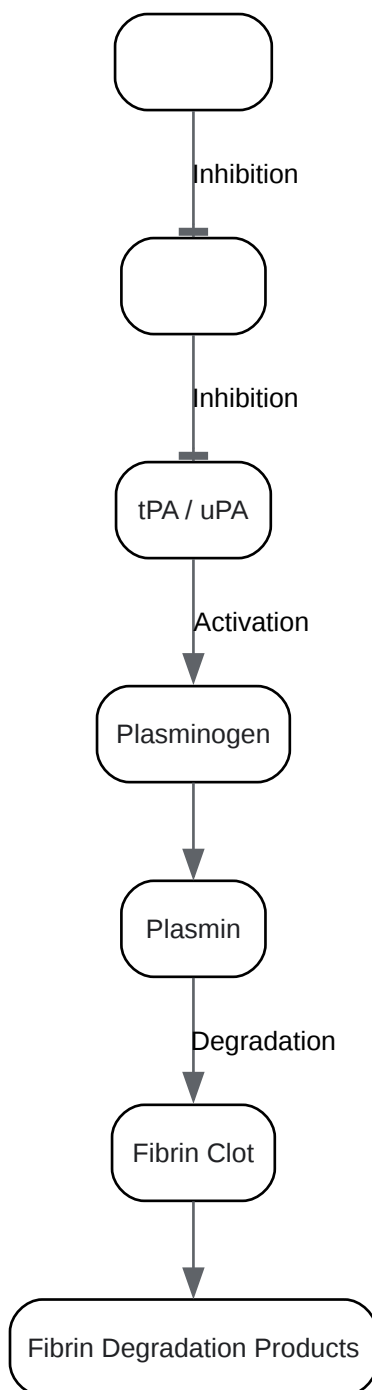 Inhibition
Inhibition
tPA / uPA
Activation
Plasminogen
Plasmin
Degradation
Fibrin Clot
Fibrin Degradation Products